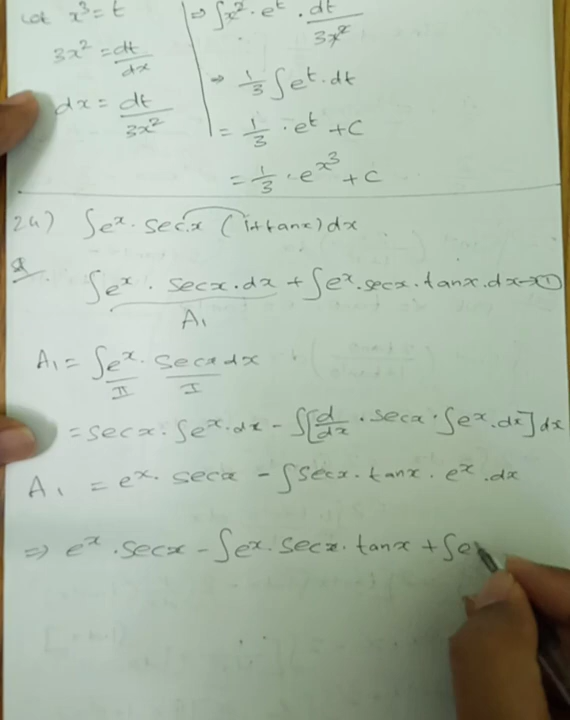 Let x³ = t
3x² = dt/dx
dx = dt/3x²
⇒ ∫x² · eᵗ · dt/3x²
⇒ 1/3 ∫eᵗ · dt
= 1/3 · eᵗ + C
= 1/3 · e^x³ + C
24) ∫eˣ · secx (1+tanx) dx
∫eˣ · secx · dx + ∫eˣ · secx · tanx · dx → ①
A₁
A₁ = ∫eˣ · secx dx
II I
= secx · ∫eˣ · dx - ∫[d/dx · secx · ∫eˣ · dx] dx
A₁ = eˣ · secx - ∫secx · tanx · eˣ · dx
⇒ eˣ · secx - ∫eˣ · secx · tanx + ∫e